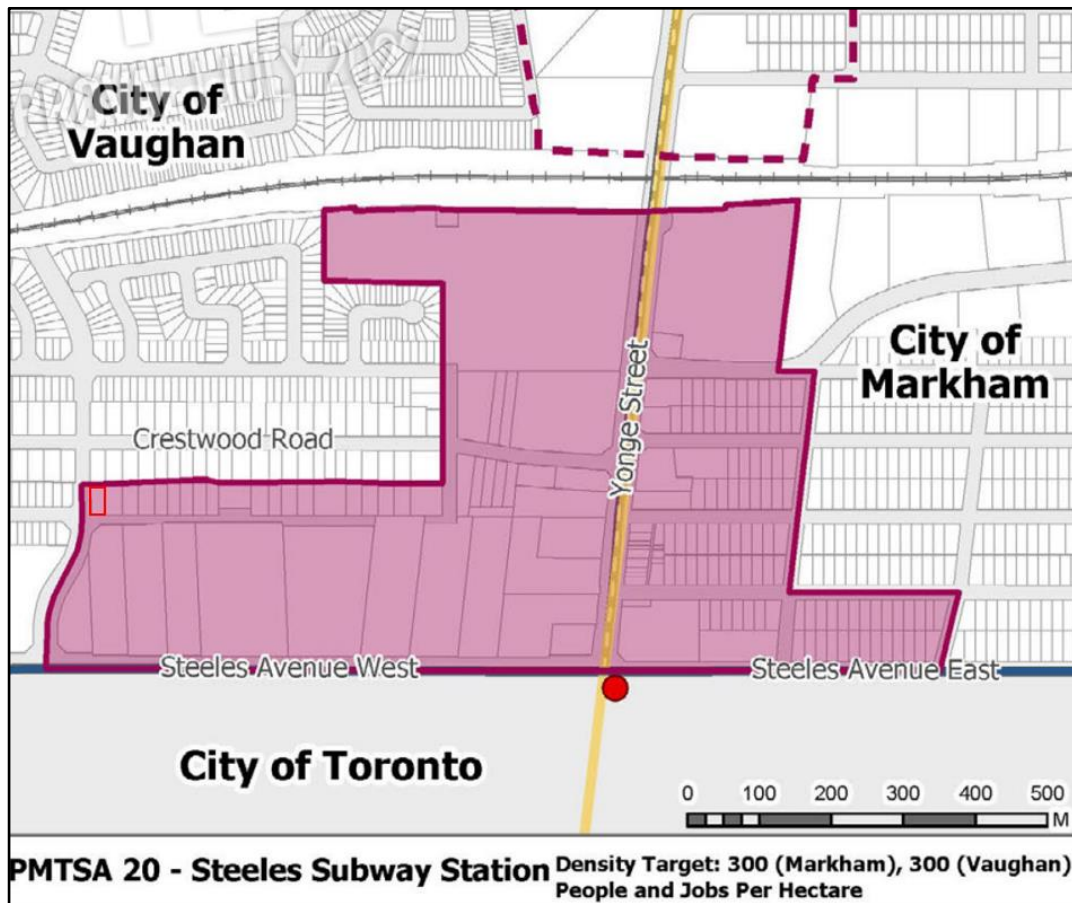 City of
Vaughan
City of
Markham
Crestwood Road
Yonge Street
Steeles Avenue West
Steeles Avenue East
City of Toronto
0 100 200 300 400 500
M
PMTSA 20 - Steeles Subway Station
Density Target: 300 (Markham), 300 (Vaughan)
People and Jobs Per Hectare